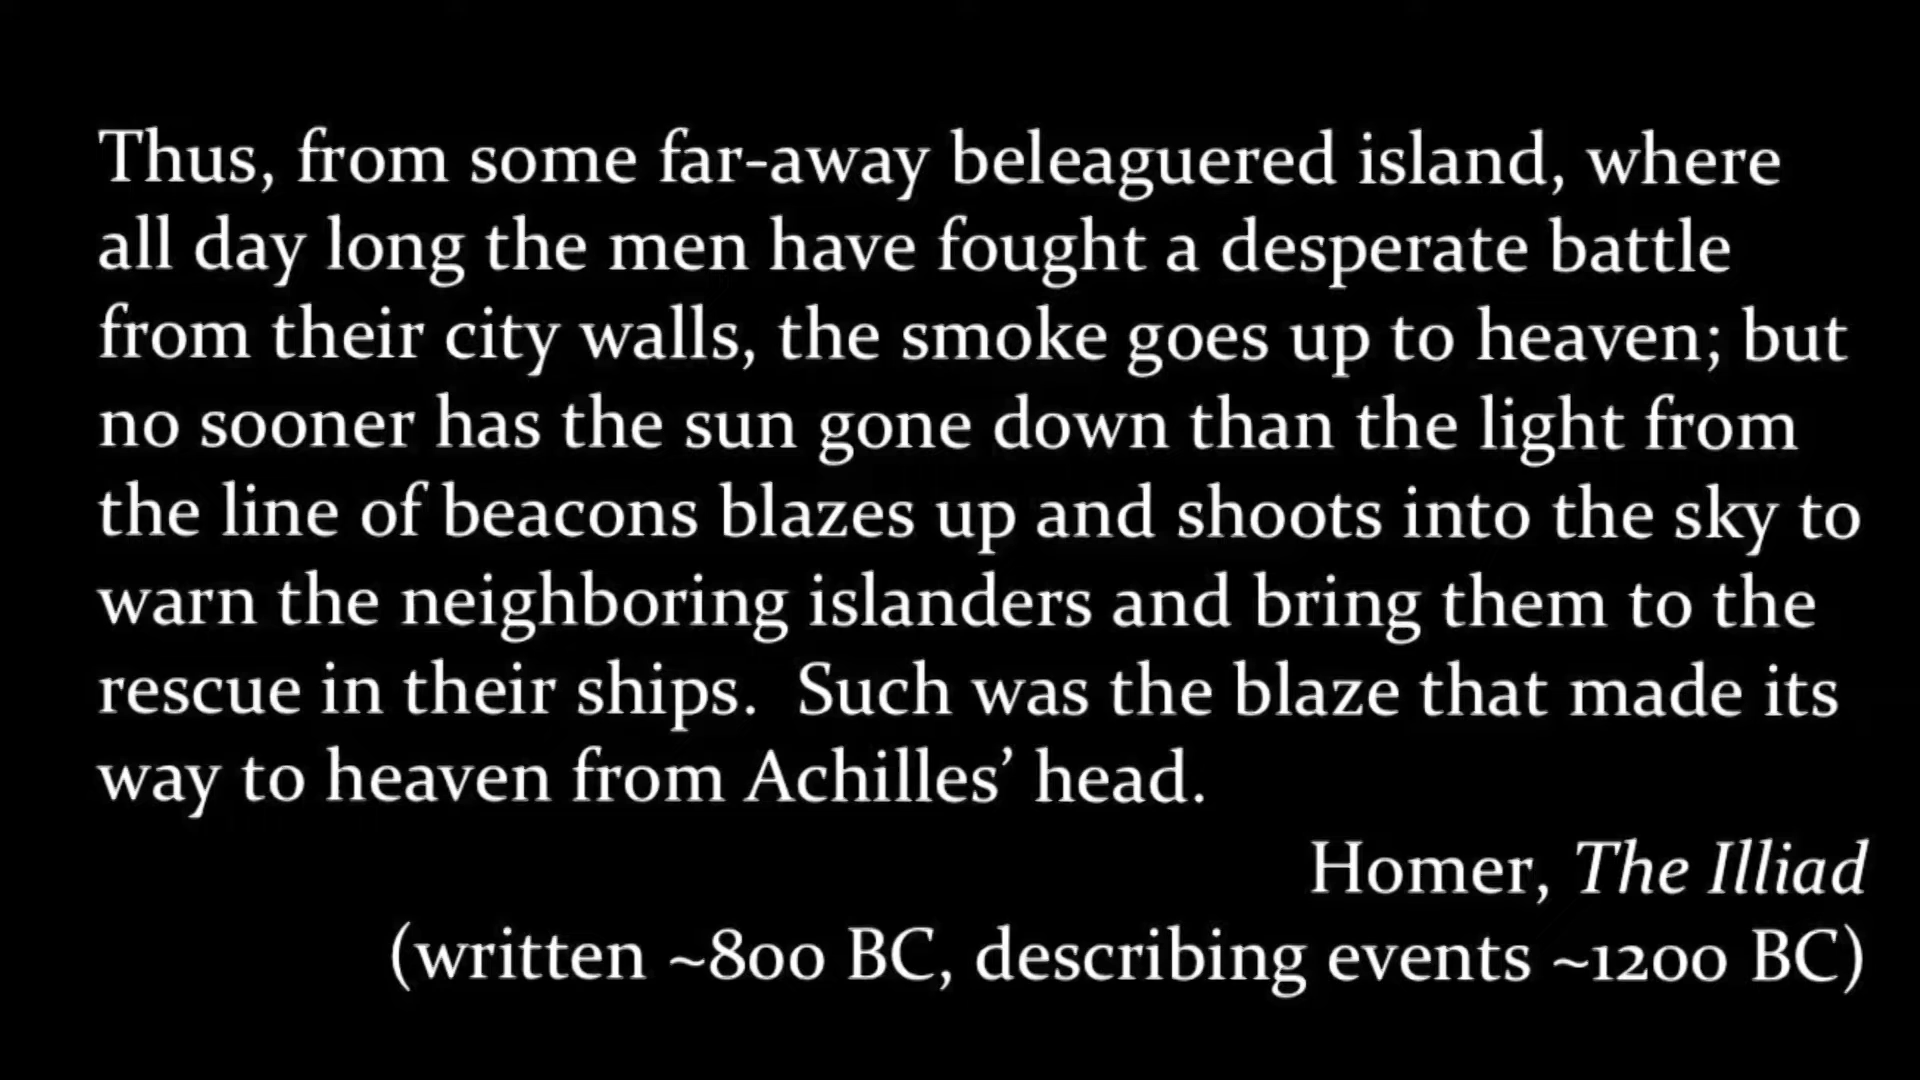 Thus, from some far-away beleaguered island, where
all day long the men have fought a desperate battle
from their city walls, the smoke goes up to heaven; but
no sooner has the sun gone down than the light from
the line of beacons blazes up and shoots into the sky to
warn the neighboring islanders and bring them to the
rescue in their ships.  Such was the blaze that made its
way to heaven from Achilles’ head.
Homer, The Illiad
(written ~800 BC, describing events ~1200 BC)